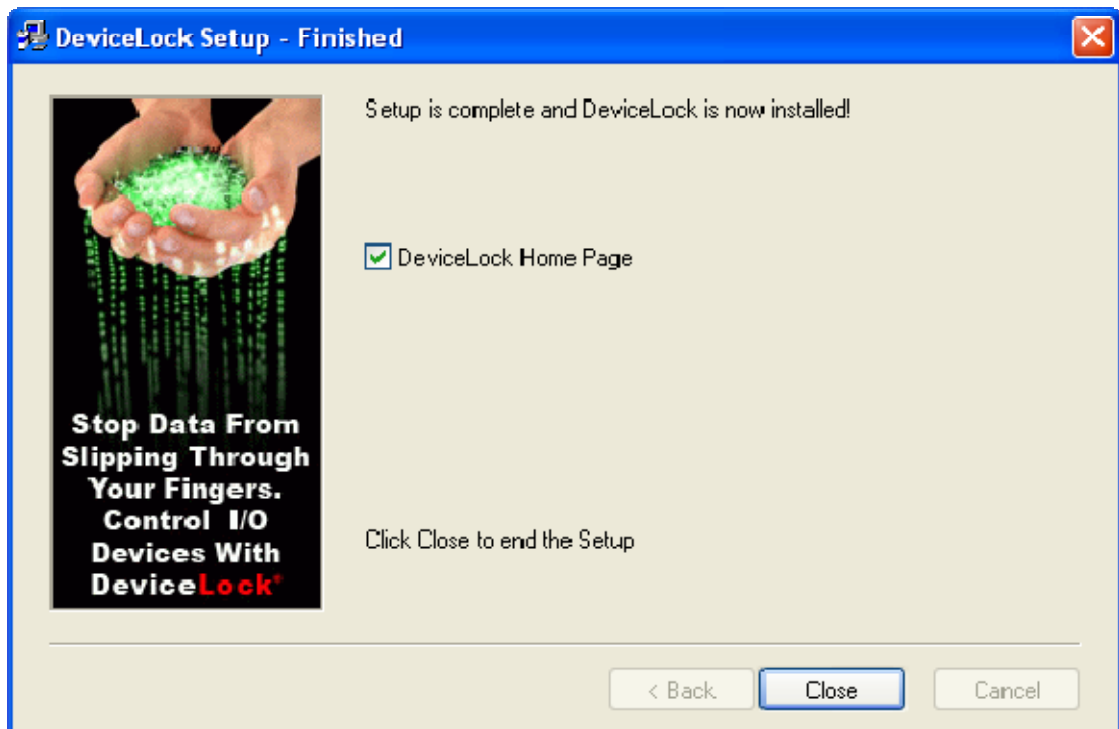 DeviceLock Setup - Finished
Setup is complete and DeviceLock is now installed!
DeviceLock Home Page
Stop Data From
Slipping Through
Your Fingers.
Control I/O
Devices With
DeviceLock®
Click Close to end the Setup
< Back
Close
Cancel